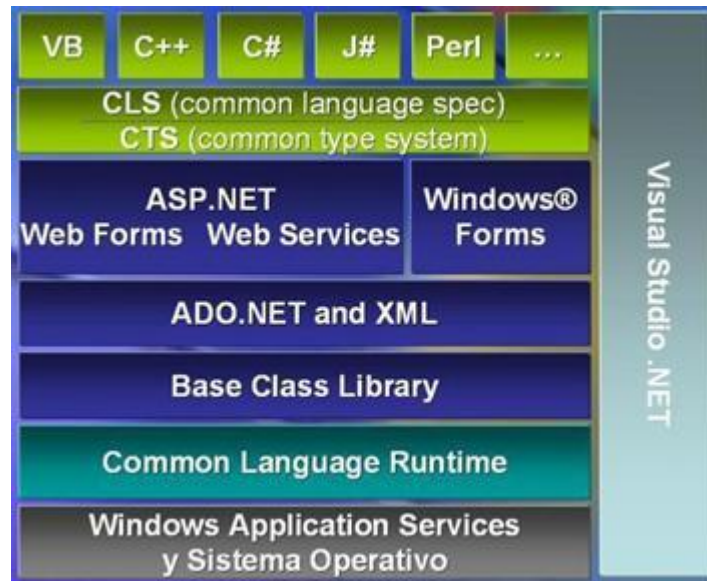 VB C++ C# J# Perl ...
CLS (common language spec)
CTS (common type system)
ASP.NET
Web Forms Web Services
Windows®
Forms
ADO.NET and XML
Base Class Library
Common Language Runtime
Windows Application Services
y Sistema Operativo
Visual Studio .NET